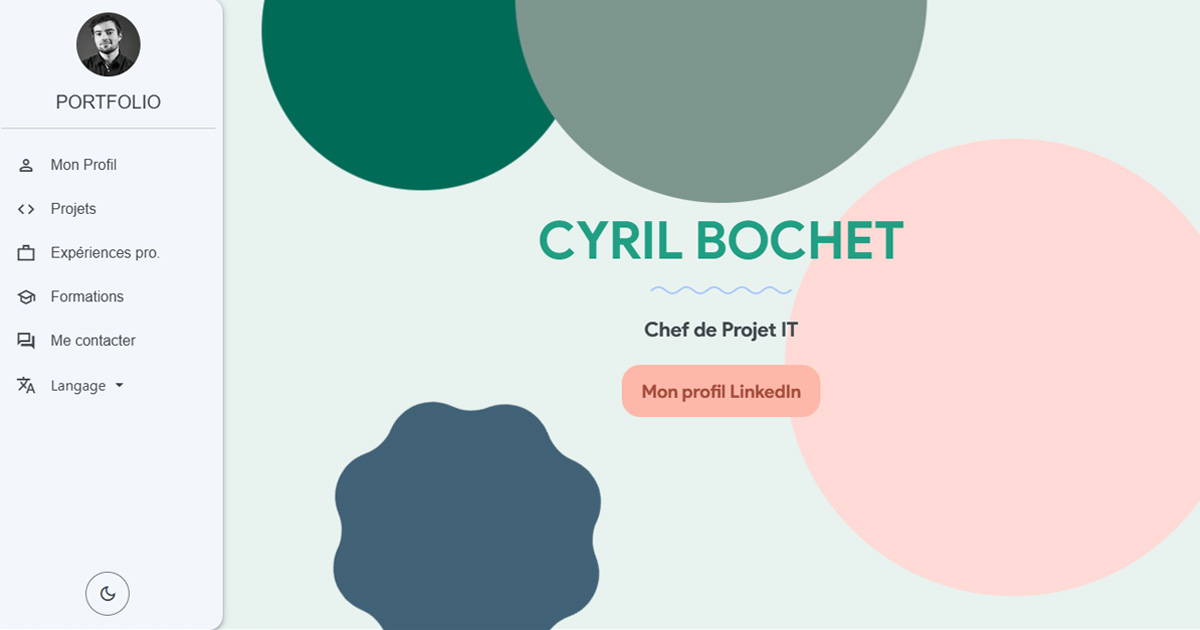 PORTFOLIO
Mon Profil
Projets
Expériences pro.
Formations
Me contacter
Langage
CYRIL BOCHET
Chef de Projet IT
Mon profil LinkedIn